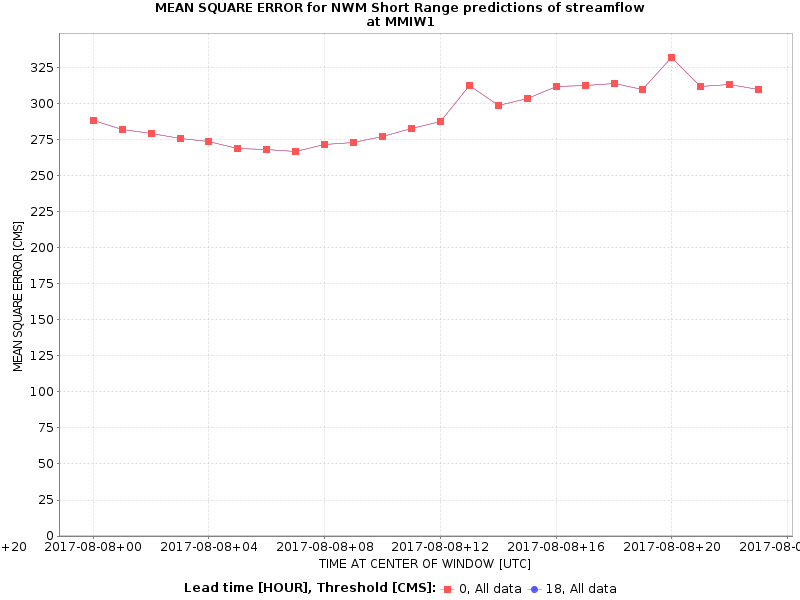 MEAN SQUARE ERROR for NWM Short Range predictions of streamflow
at MMIW1
MEAN SQUARE ERROR [CMS]
325
300
275
250
225
200
175
150
125
100
75
50
25
0
+20 2017-08-08+00 2017-08-08+04 2017-08-08+08 2017-08-08+12 2017-08-08+16 2017-08-08+20 2017-08-0
TIME AT CENTER OF WINDOW [UTC]
Lead time [HOUR], Threshold [CMS]: 0, All data 18, All data